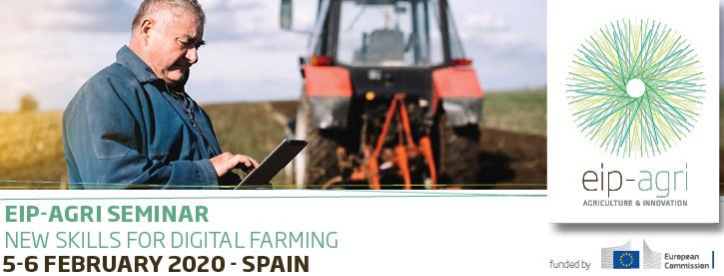 eip-agri
AGRICULTURE & INNOVATION
EIP-AGRI SEMINAR
NEW SKILLS FOR DIGITAL FARMING
5-6 FEBRUARY 2020 - SPAIN
funded by
European
Commission